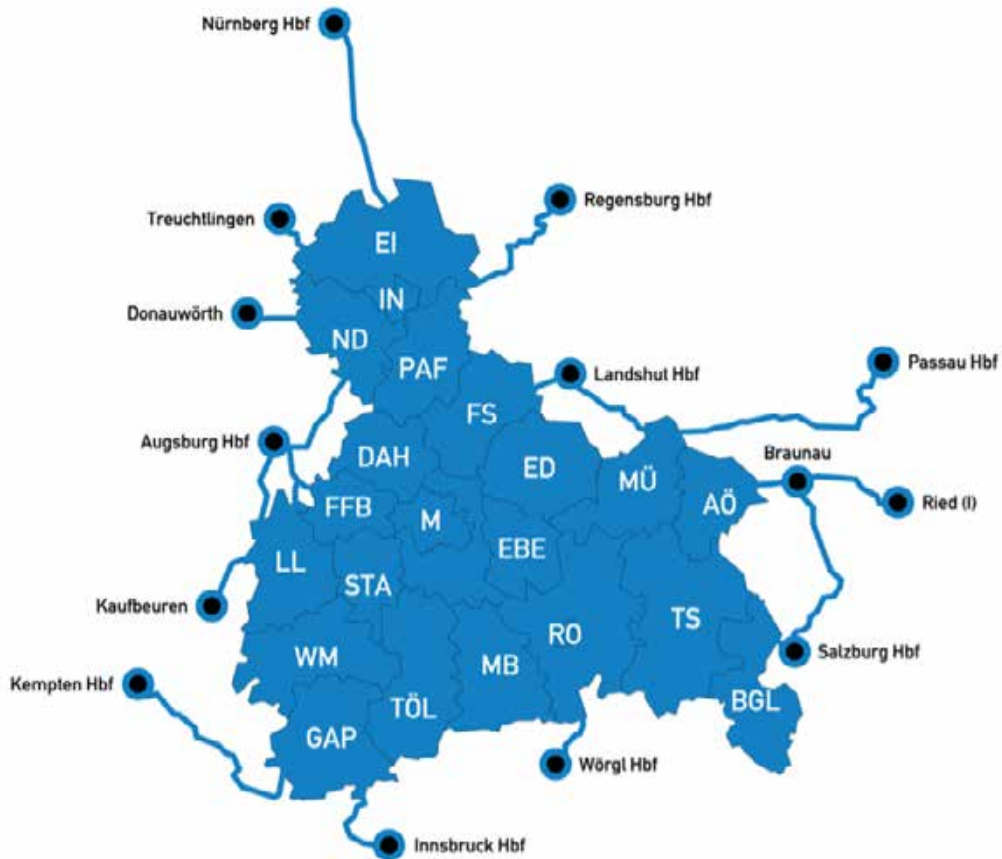 Nürnberg Hbf
Treuchtlingen
Regensburg Hbf
EI
IN
Donauwörth
ND
PAF
Landshut Hbf
Passau Hbf
FS
Augsburg Hbf
DAH
ED
MÜ
Braunau
AÖ
Ried (I)
FFB
M
EBE
LL
STA
Kaufbeuren
TS
RO
Salzburg Hbf
WM
MB
Kempten Hbf
BGL
TÖL
GAP
Wörgl Hbf
Innsbruck Hbf